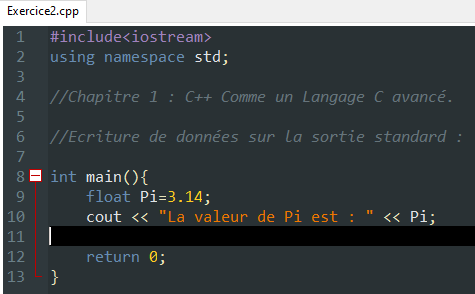 Exercice2.cpp
1 #include<iostream>
2 using namespace std;
3
4 //Chapitre 1 : C++ Comme un Langage C avancé.
5
6 //Ecriture de données sur la sortie standard :
7
8 int main(){
9 float Pi=3.14;
10 cout << "La valeur de Pi est : " << Pi;
11
12 return 0;
13 }